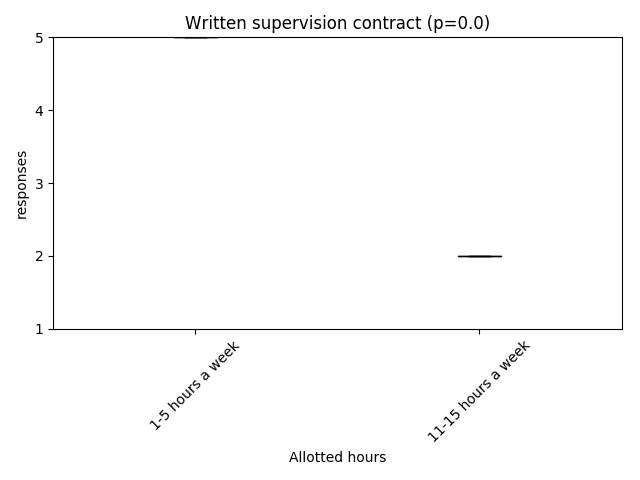 Written supervision contract (p=0.0)
5
4
3
2
1
responses
1-5 hours a week
11-15 hours a week
Allotted hours